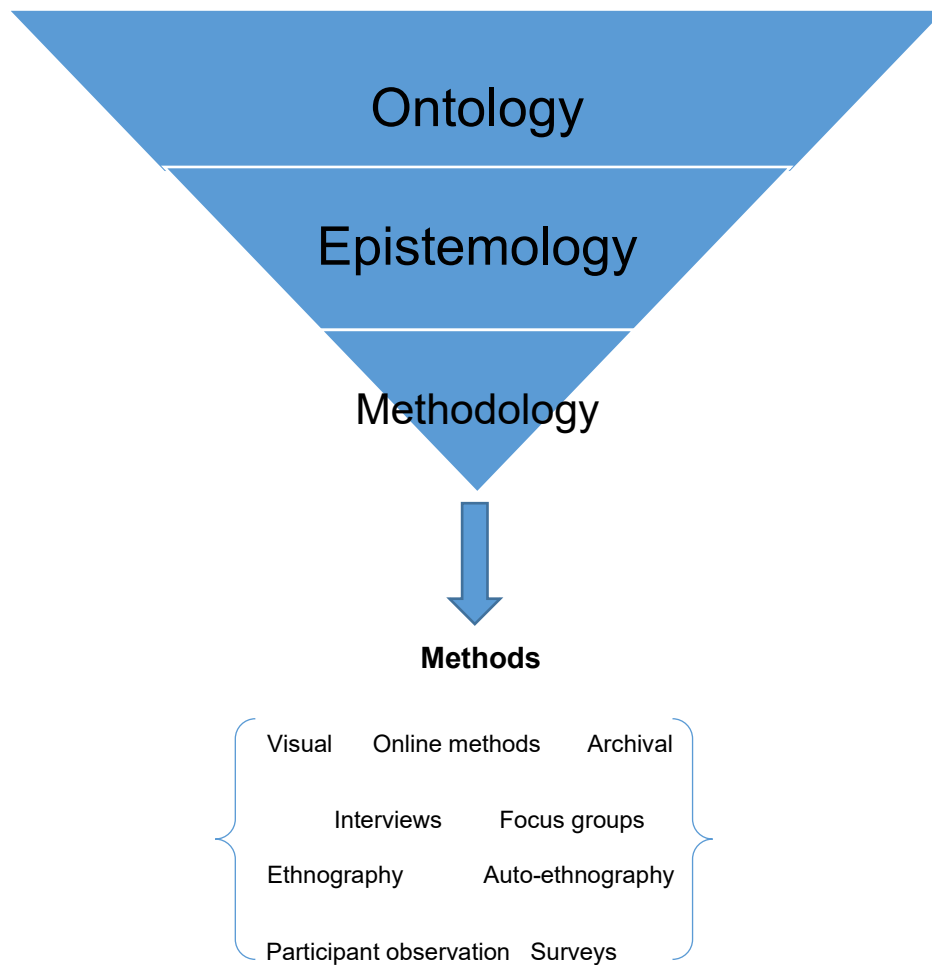 Ontology
Epistemology
Methodology
Methods
Visual Online methods Archival
Interviews Focus groups
Ethnography Auto-ethnography
Participant observation Surveys